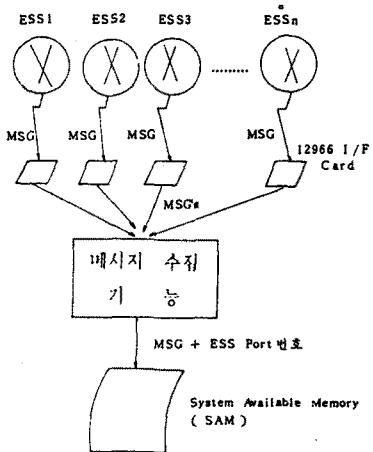 ESS1 ESS2 ESS3 ......... ESSn
MSG MSG MSG MSG
12966 I/F
Card
MSG's
메시지 수집
기 능
MSG + ESS Port 번호
System Available Memory
( SAM )